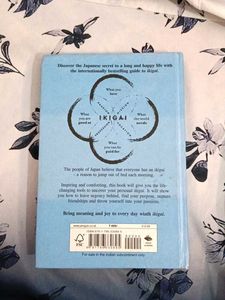 Discover the Japanese secret to a long and happy life with
the internationally bestselling guide to ikigai.
What you love
What you are good at
IKIGAI
What the world needs
What you can be paid for
The people of Japan believe that everyone has an ikigai
- a reason to jump out of bed each morning.
Inspiring and comforting, this book will give you the life-
changing tools to uncover your personal ikigai. It will show
you how to leave urgency behind, find your purpose, nurture
friendships and throw yourself into your passions.
Bring meaning and joy to every day with ikigai.
FSC
For sale in the Indian subcontinent only